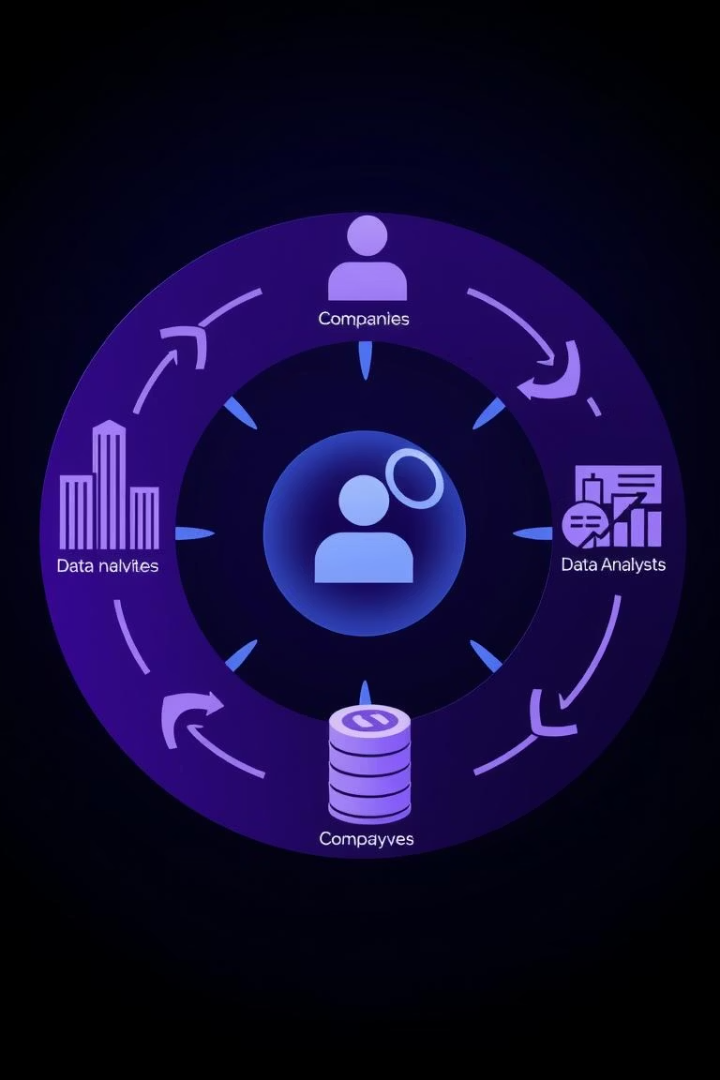 Companies
Data nalvites
Data Analysts
Compayves